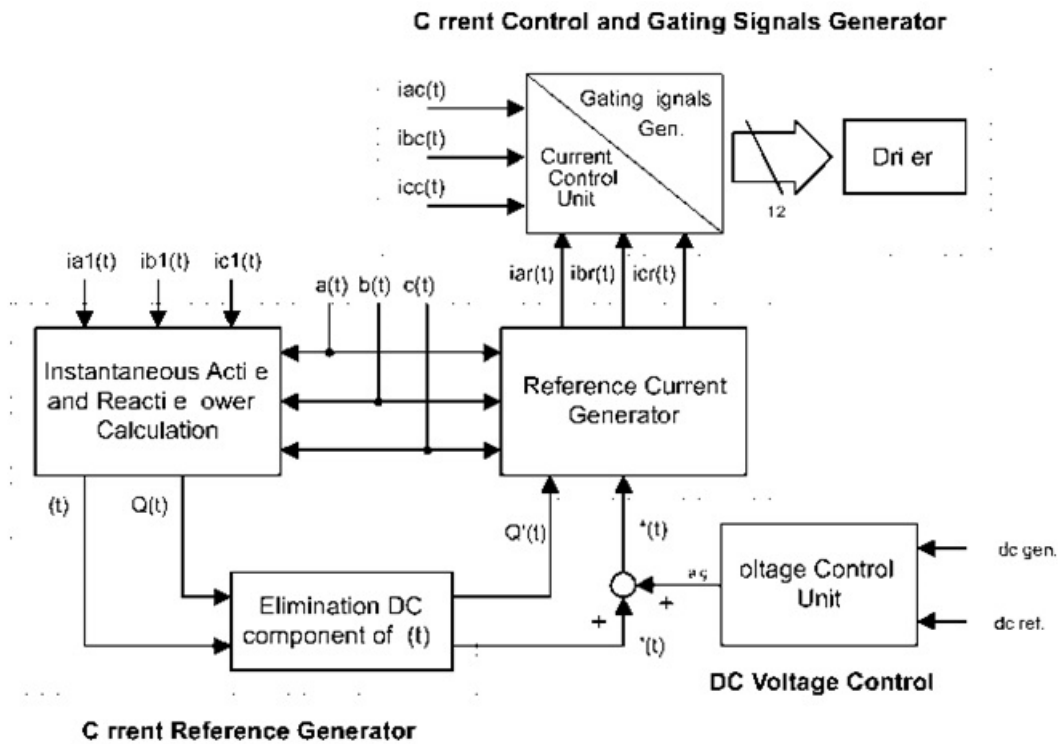 C rrent Control and Gating Signals Generator
iac(t)
ibc(t)
icc(t)
Gating ignals
Gen.
Current
Control
Unit
12
Dri er
ia1(t) ib1(t) ic1(t)
a(t) b(t) c(t)
iar(t) ibr(t) icr(t)
Instantaneous Acti e
and Reacti e ower
Calculation
Reference Current
Generator
(t) Q(t)
Q'(t)
*(t)
Elimination DC
component of (t)
+
+
'(t)
oltage Control
Unit
dc gen.
dc ref.
DC Voltage Control
C rrent Reference Generator